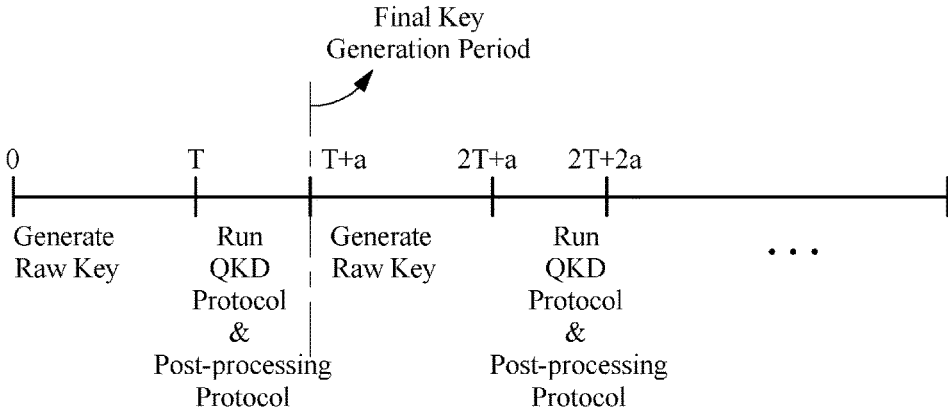 Final Key
Generation Period
0
T
T+a
2T+a
2T+2a
Generate
Raw Key
Run
QKD
Protocol
&
Post-processing
Protocol
Generate
Raw Key
Run
QKD
Protocol
&
Post-processing
Protocol
...